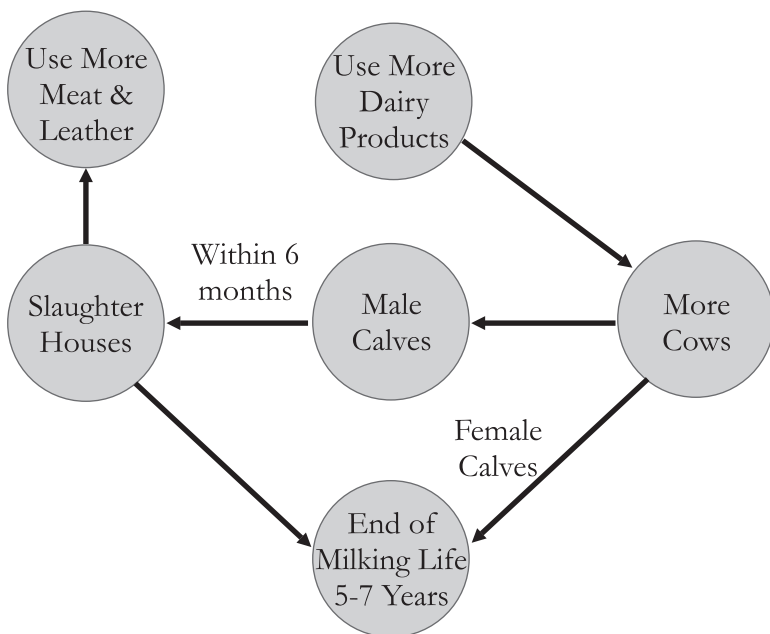 Use More
Meat &
Leather
Use More
Dairy
Products
Within 6
months
Slaughter
Houses
Male
Calves
More
Cows
Female
Calves
End of
Milking Life
5-7 Years